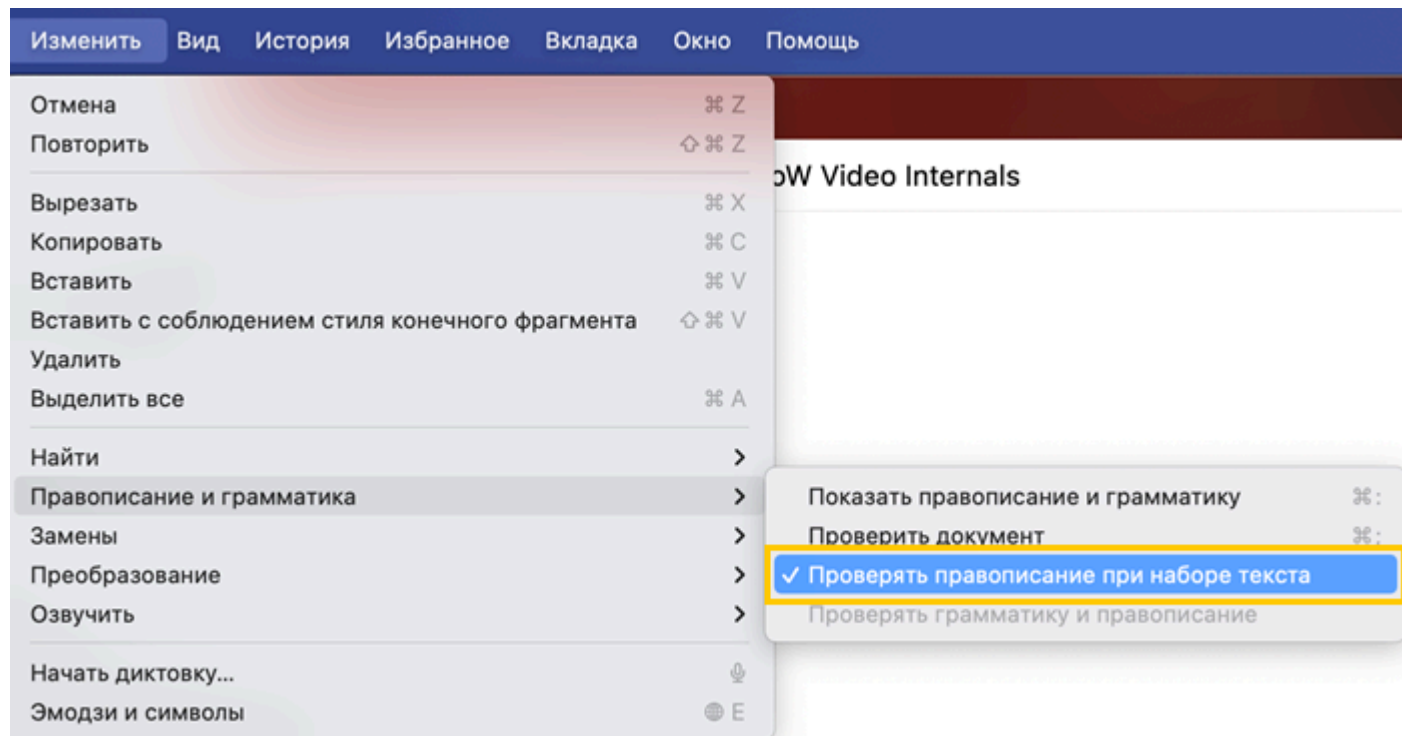 Изменить Вид История Избранное Вкладка Окно Помощь
Отмена ⌘ Z
Повторить ⇧ ⌘ Z
Video Internals
Вырезать ⌘ X
Копировать ⌘ C
Вставить ⌘ V
Вставить с соблюдением стиля конечного фрагмента ⇧ ⌘ V
Удалить
Выделить все ⌘ A
Найти
Правописание и грамматика
Замены
Преобразование
Озвучить
Начать диктовку...
Эмодзи и символы E
Показать правописание и грамматику ⌘ :
Проверить документ ⌘ ;
✓ Проверять правописание при наборе текста
Проверять грамматику и правописание